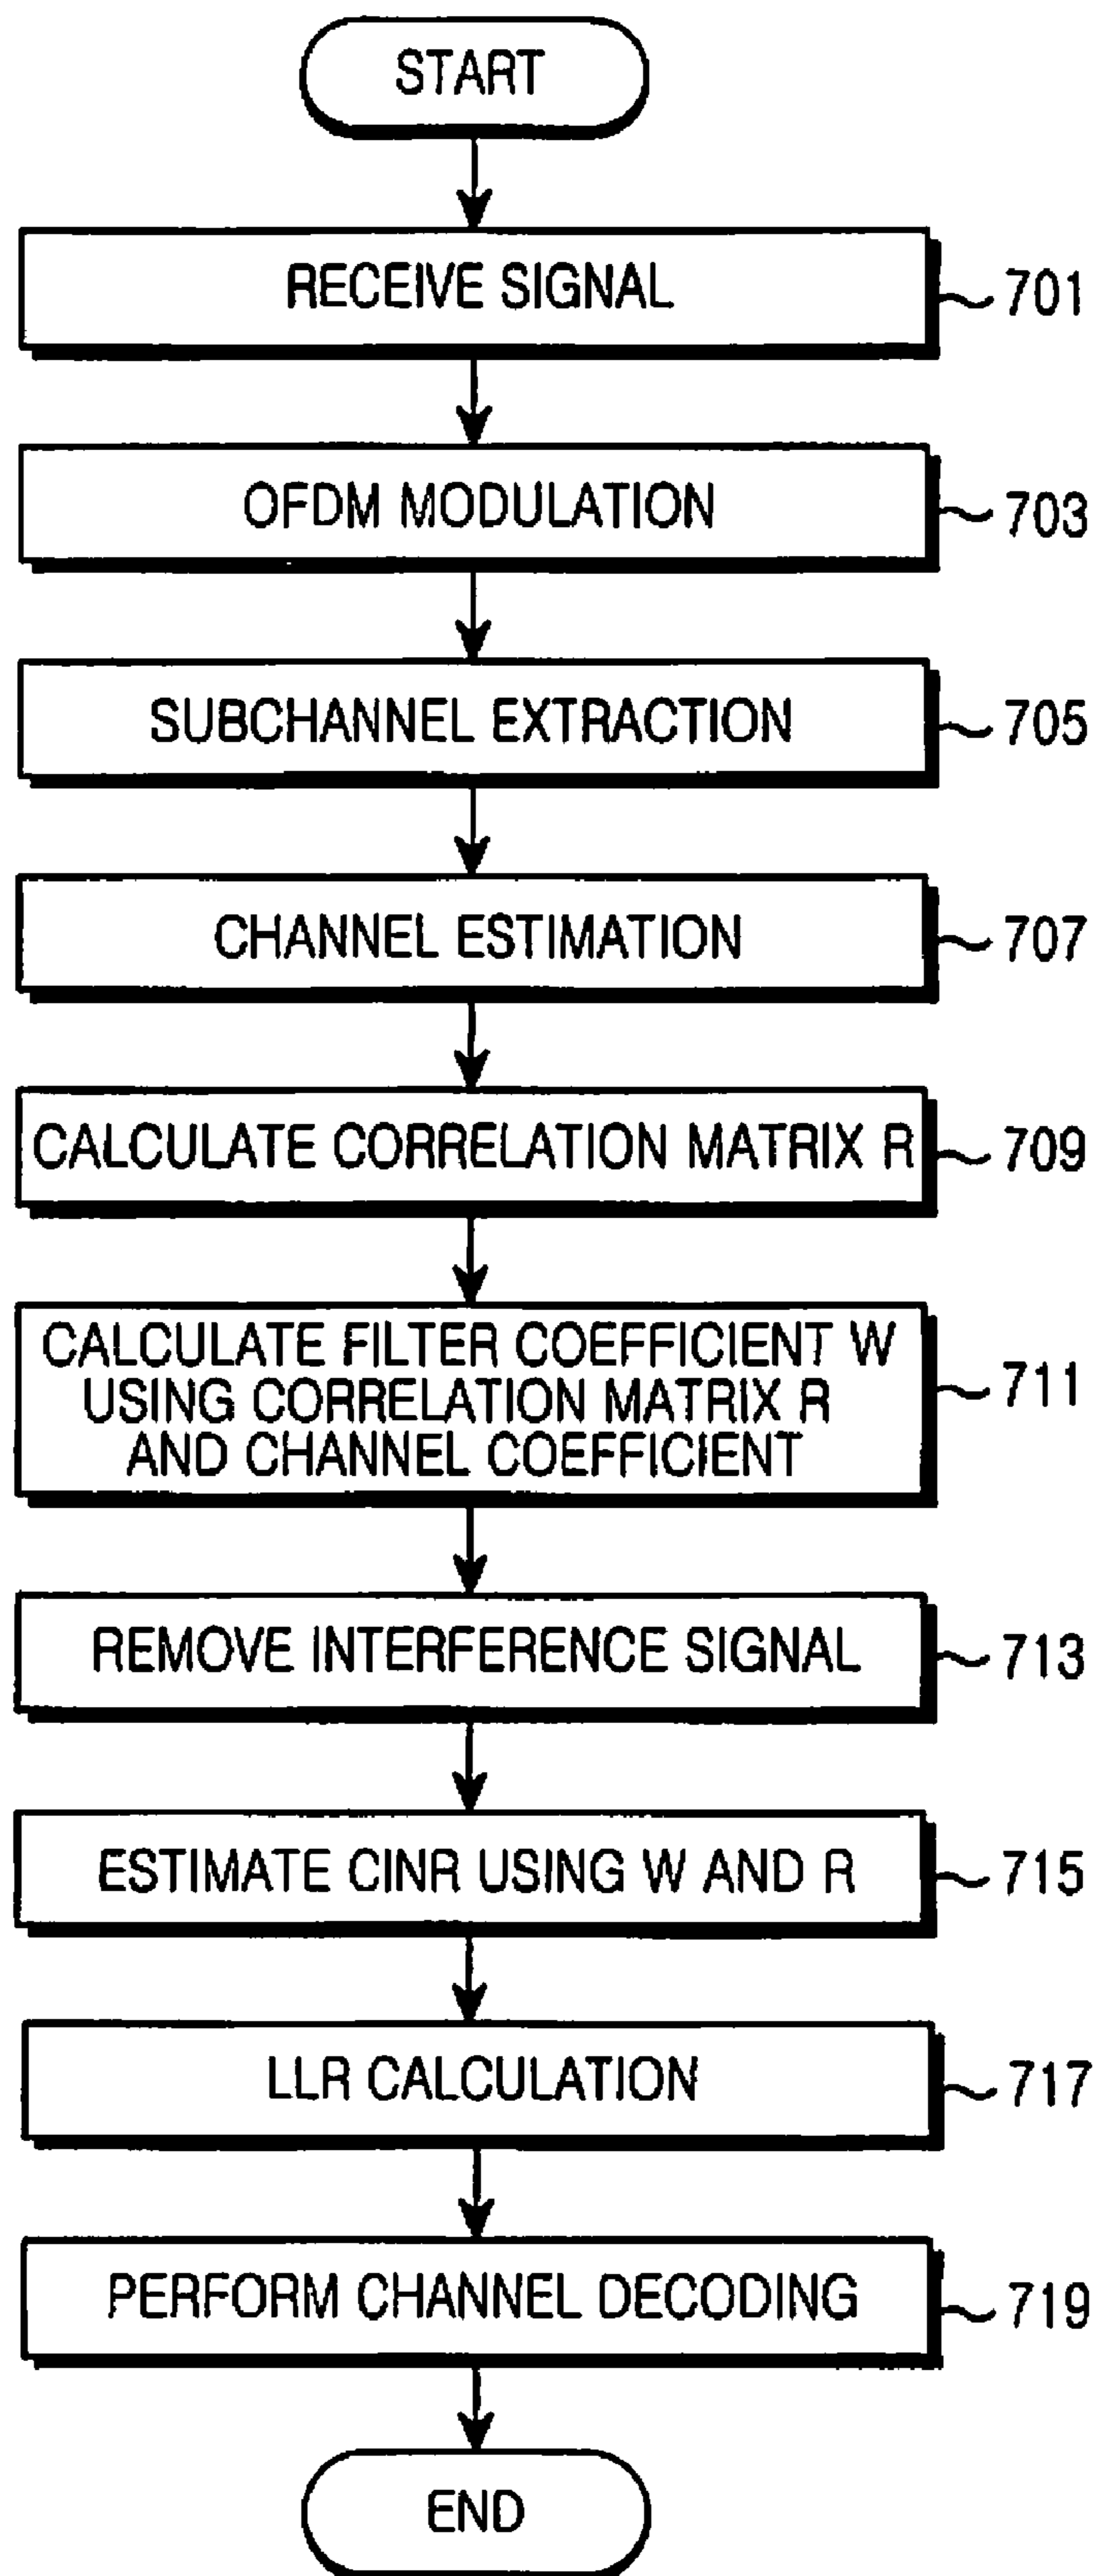 START
RECEIVE SIGNAL
701
OFDM MODULATION
703
SUBCHANNEL EXTRACTION
705
CHANNEL ESTIMATION
707
CALCULATE CORRELATION MATRIX R
709
CALCULATE FILTER COEFFICIENT W
USING CORRELATION MATRIX R
AND CHANNEL COEFFICIENT
711
REMOVE INTERFERENCE SIGNAL
713
ESTIMATE CINR USING W AND R
715
LLR CALCULATION
717
PERFORM CHANNEL DECODING
719
END